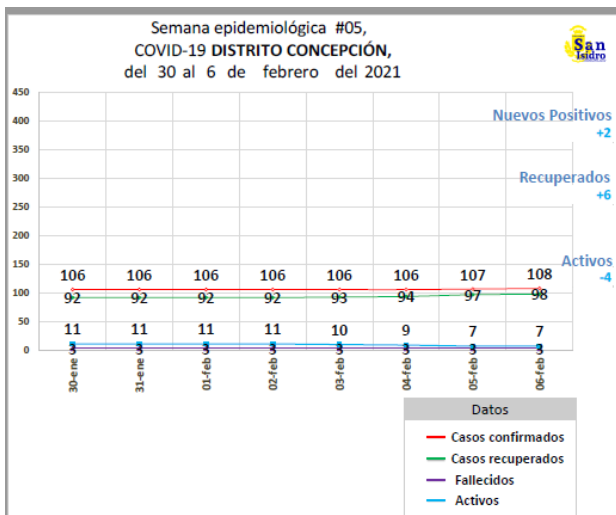 Semana epidemiológica #05,
COVID-19 DISTRITO CONCEPCIÓN,
del 30 al 6 de febrero del 2021
San
Isidro
450
400
350
300
250
200
150
100
50
0
Nuevos Positivos
+2
Recuperados
+6
Activos
-4
106 106 106 106 106 106 107 108
92 92 92 92 93 94 97 98
11 11 11 11 10 9 7 7
3 3 3 3 3 3 3 3
30-ene 31-ene 01-feb 02-feb 03-feb 04-feb 05-feb 06-feb
Datos
Casos confirmados
Casos recuperados
Fallecidos
Activos